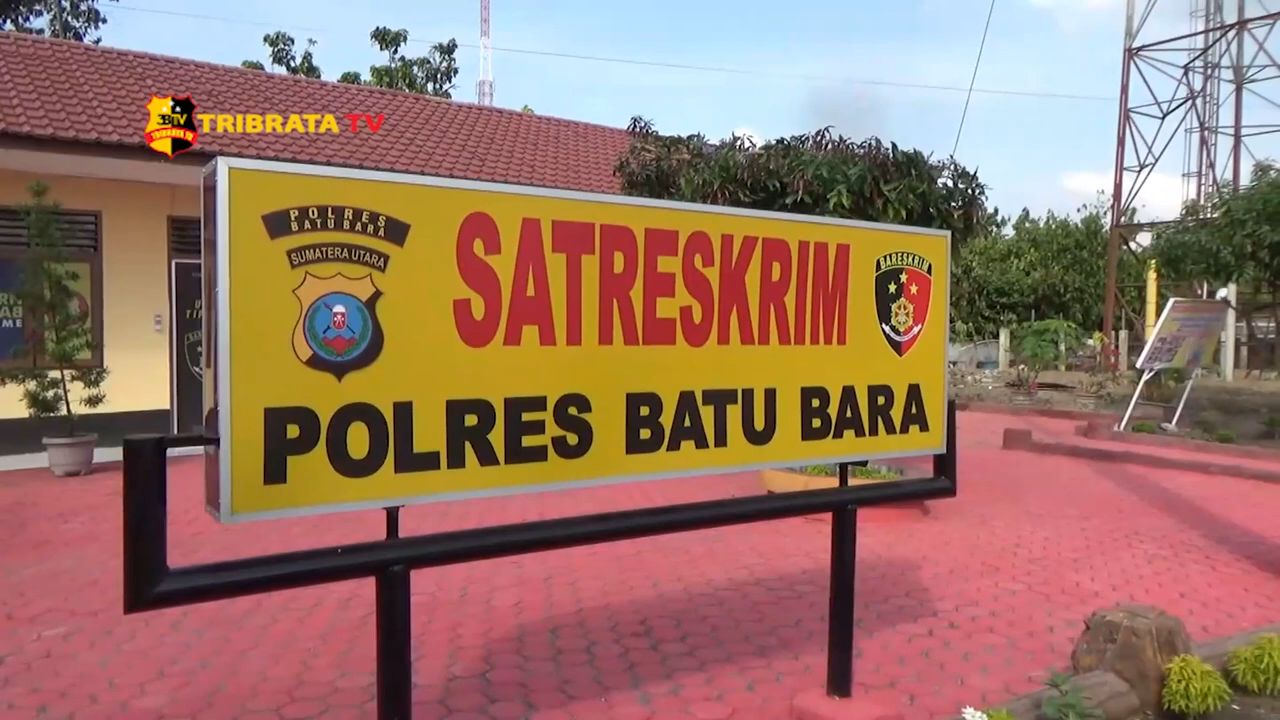 TRIBRATA TV
POLRES
BATU BARA
SUMATERA UTARA
SATRESKRIM
BARESKRIM
POLRES BATU BARA